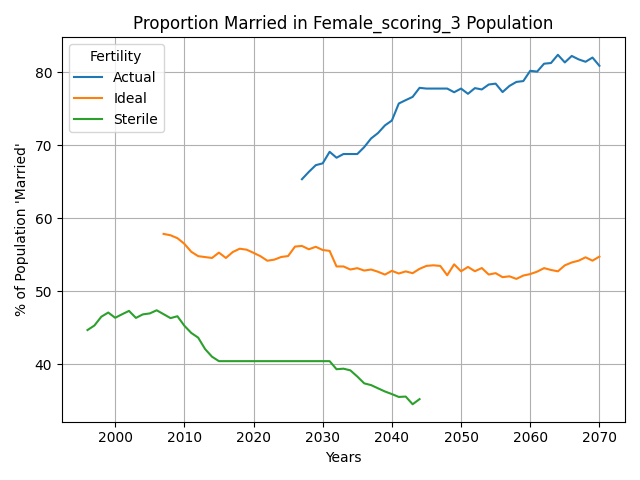 Proportion Married in Female_scoring_3 Population
Fertility
Actual
Ideal
Sterile
% of Population 'Married'
80
70
60
50
40
2000 2010 2020 2030 2040 2050 2060 2070
Years